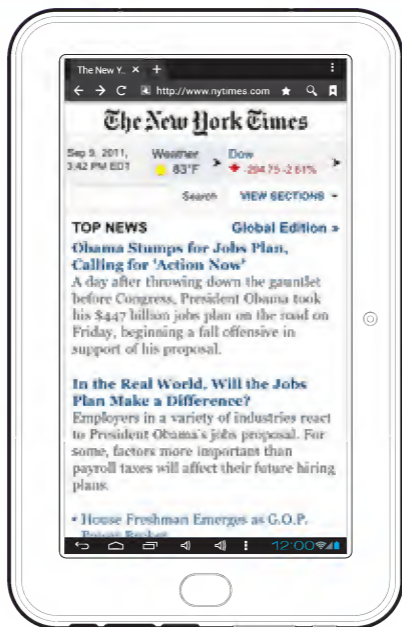 The New Y.. × +
http://www.nytimes.com
The New York Times
Sep 9, 2011,
3:42 PM EDT
Weather
83°F
Dow
-294.75 -2.61%
Search VIEW SECTIONS
TOP NEWS Global Edition »
Obama Stumps for Jobs Plan,
Calling for 'Action Now'
A day after throwing down the gauntlet
before Congress, President Obama took
his $447 billion jobs plan on the road on
Friday, beginning a fall offensive in
support of his proposal.
In the Real World, Will the Jobs
Plan Make a Difference?
Employers in a variety of industries react
to President Obama's jobs proposal. For
some, factors more important than
payroll taxes will affect their future hiring
plans.
• House Freshman Emerges as G.O.P.
Power Broker
12:00